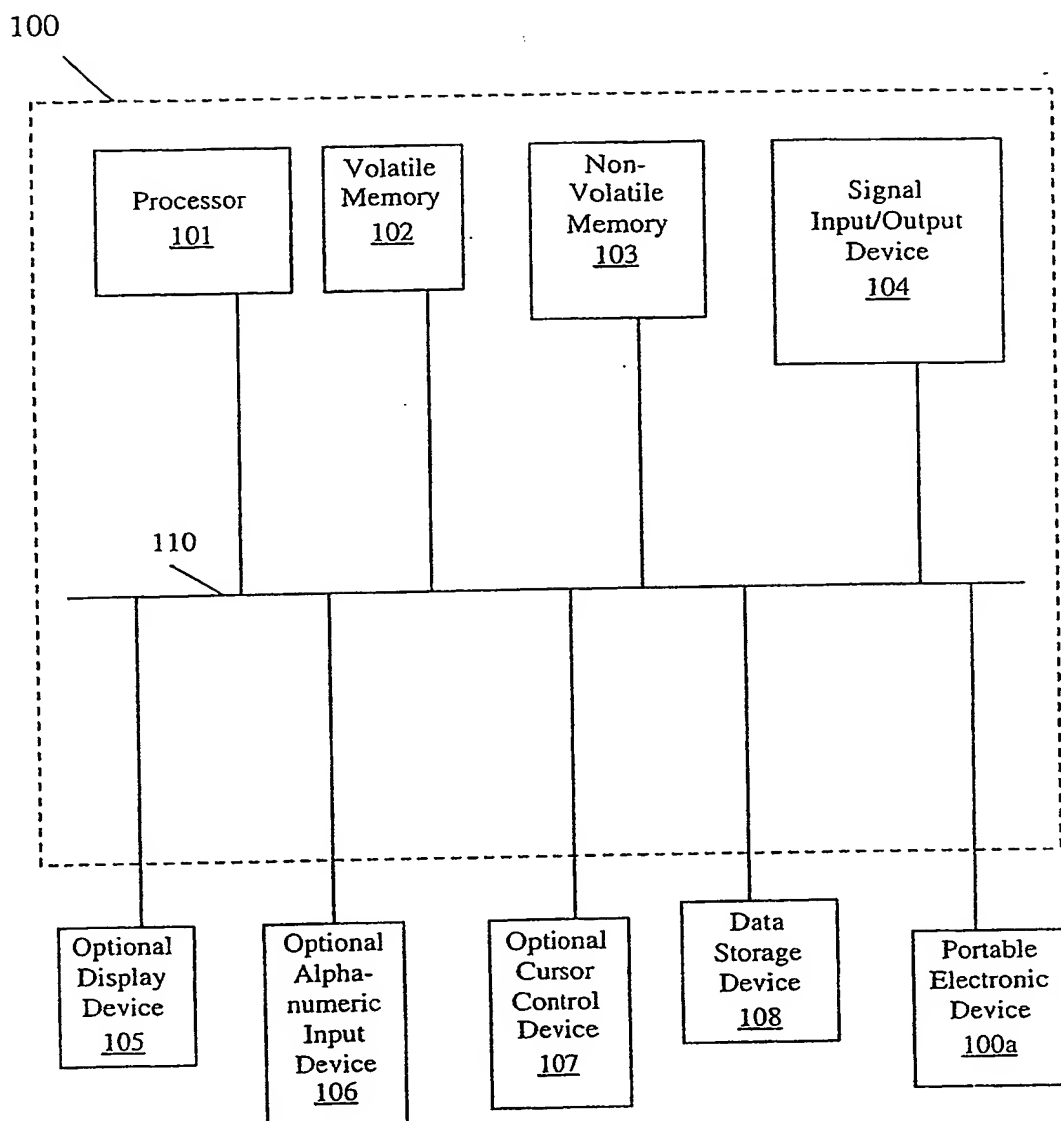 100
Processor
101
Volatile
Memory
102
Non-
Volatile
Memory
103
Signal
Input/Output
Device
104
110
Optional
Display
Device
105
Optional
Alpha-
numeric
Input
Device
106
Optional
Cursor
Control
Device
107
Data
Storage
Device
108
Portable
Electronic
Device
100a